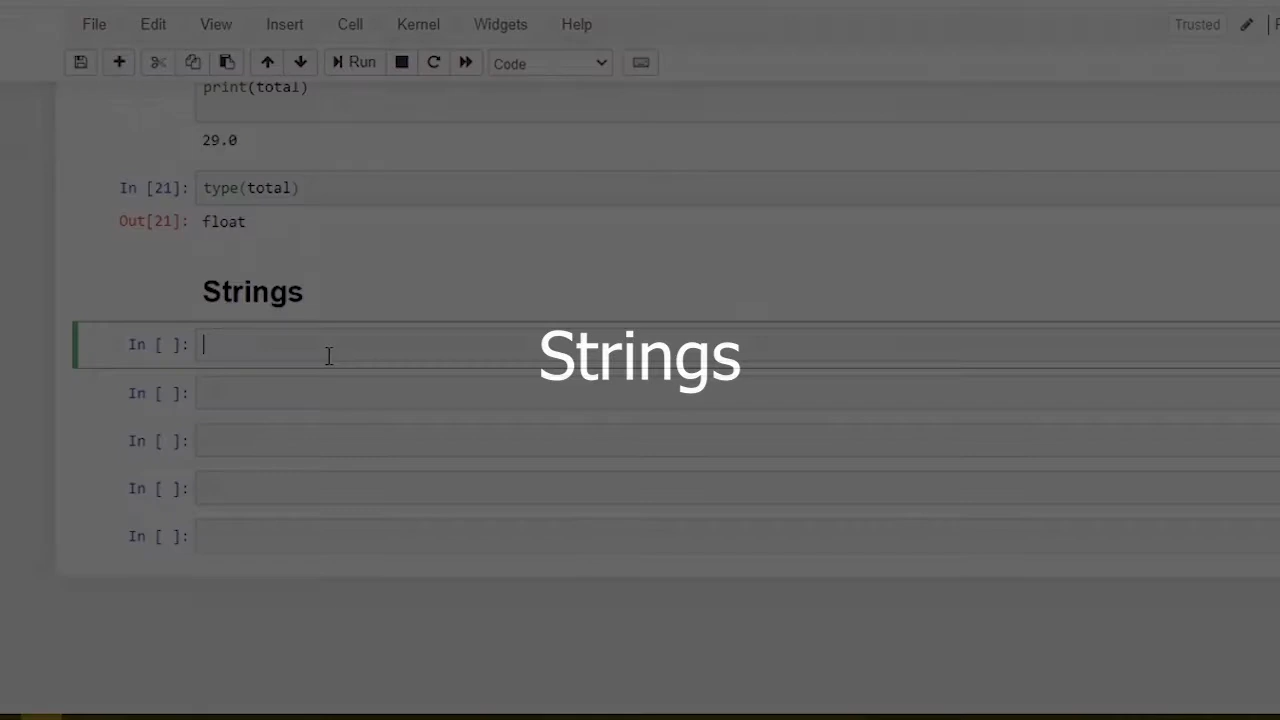 File Edit View Insert Cell Kernel Widgets Help Trusted
Run Code
print(total)
29.0
In [21]: type(total)
Out[21]: float
Strings
In [ ]:
Strings
In [ ]:
In [ ]:
In [ ]:
In [ ]: